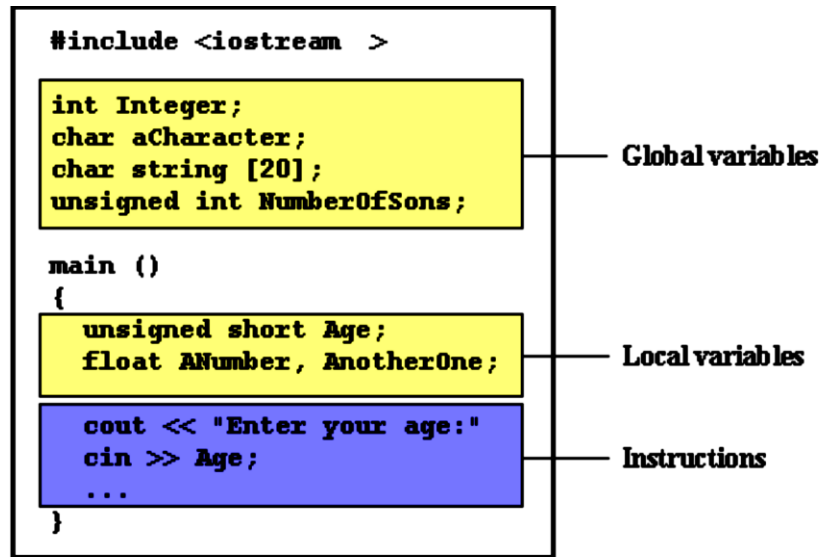 #include <iostream >
int Integer;
char aCharacter;
char string [20];
unsigned int NumberOfSons;
Global variables
main ()
{
unsigned short Age;
float ANumber, AnotherOne;
Local variables
cout << "Enter your age:"
cin >> Age;
...
Instructions
}